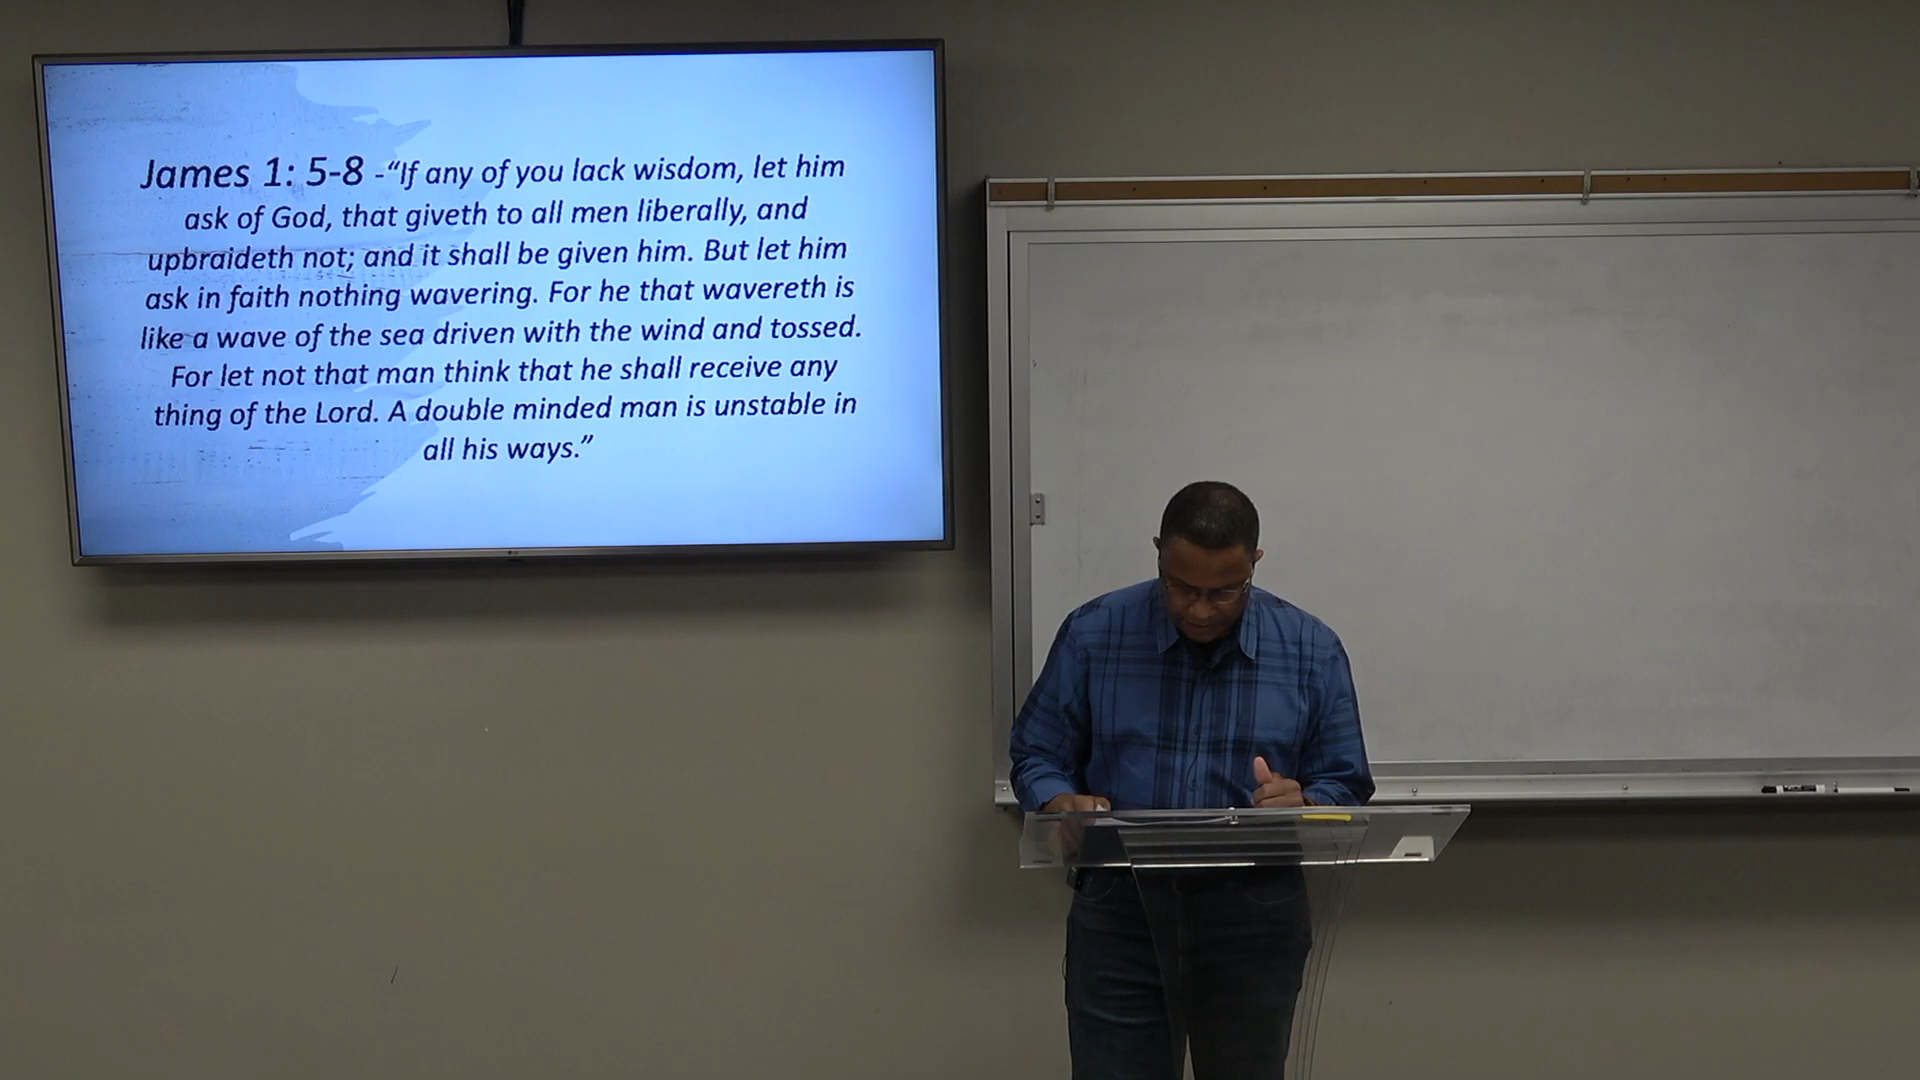 James 1: 5-8 -“If any of you lack wisdom, let him
ask of God, that giveth to all men liberally, and
upbraideth not; and it shall be given him. But let him
ask in faith nothing wavering. For he that wavereth is
like a wave of the sea driven with the wind and tossed.
For let not that man think that he shall receive any
thing of the Lord. A double minded man is unstable in
all his ways.”